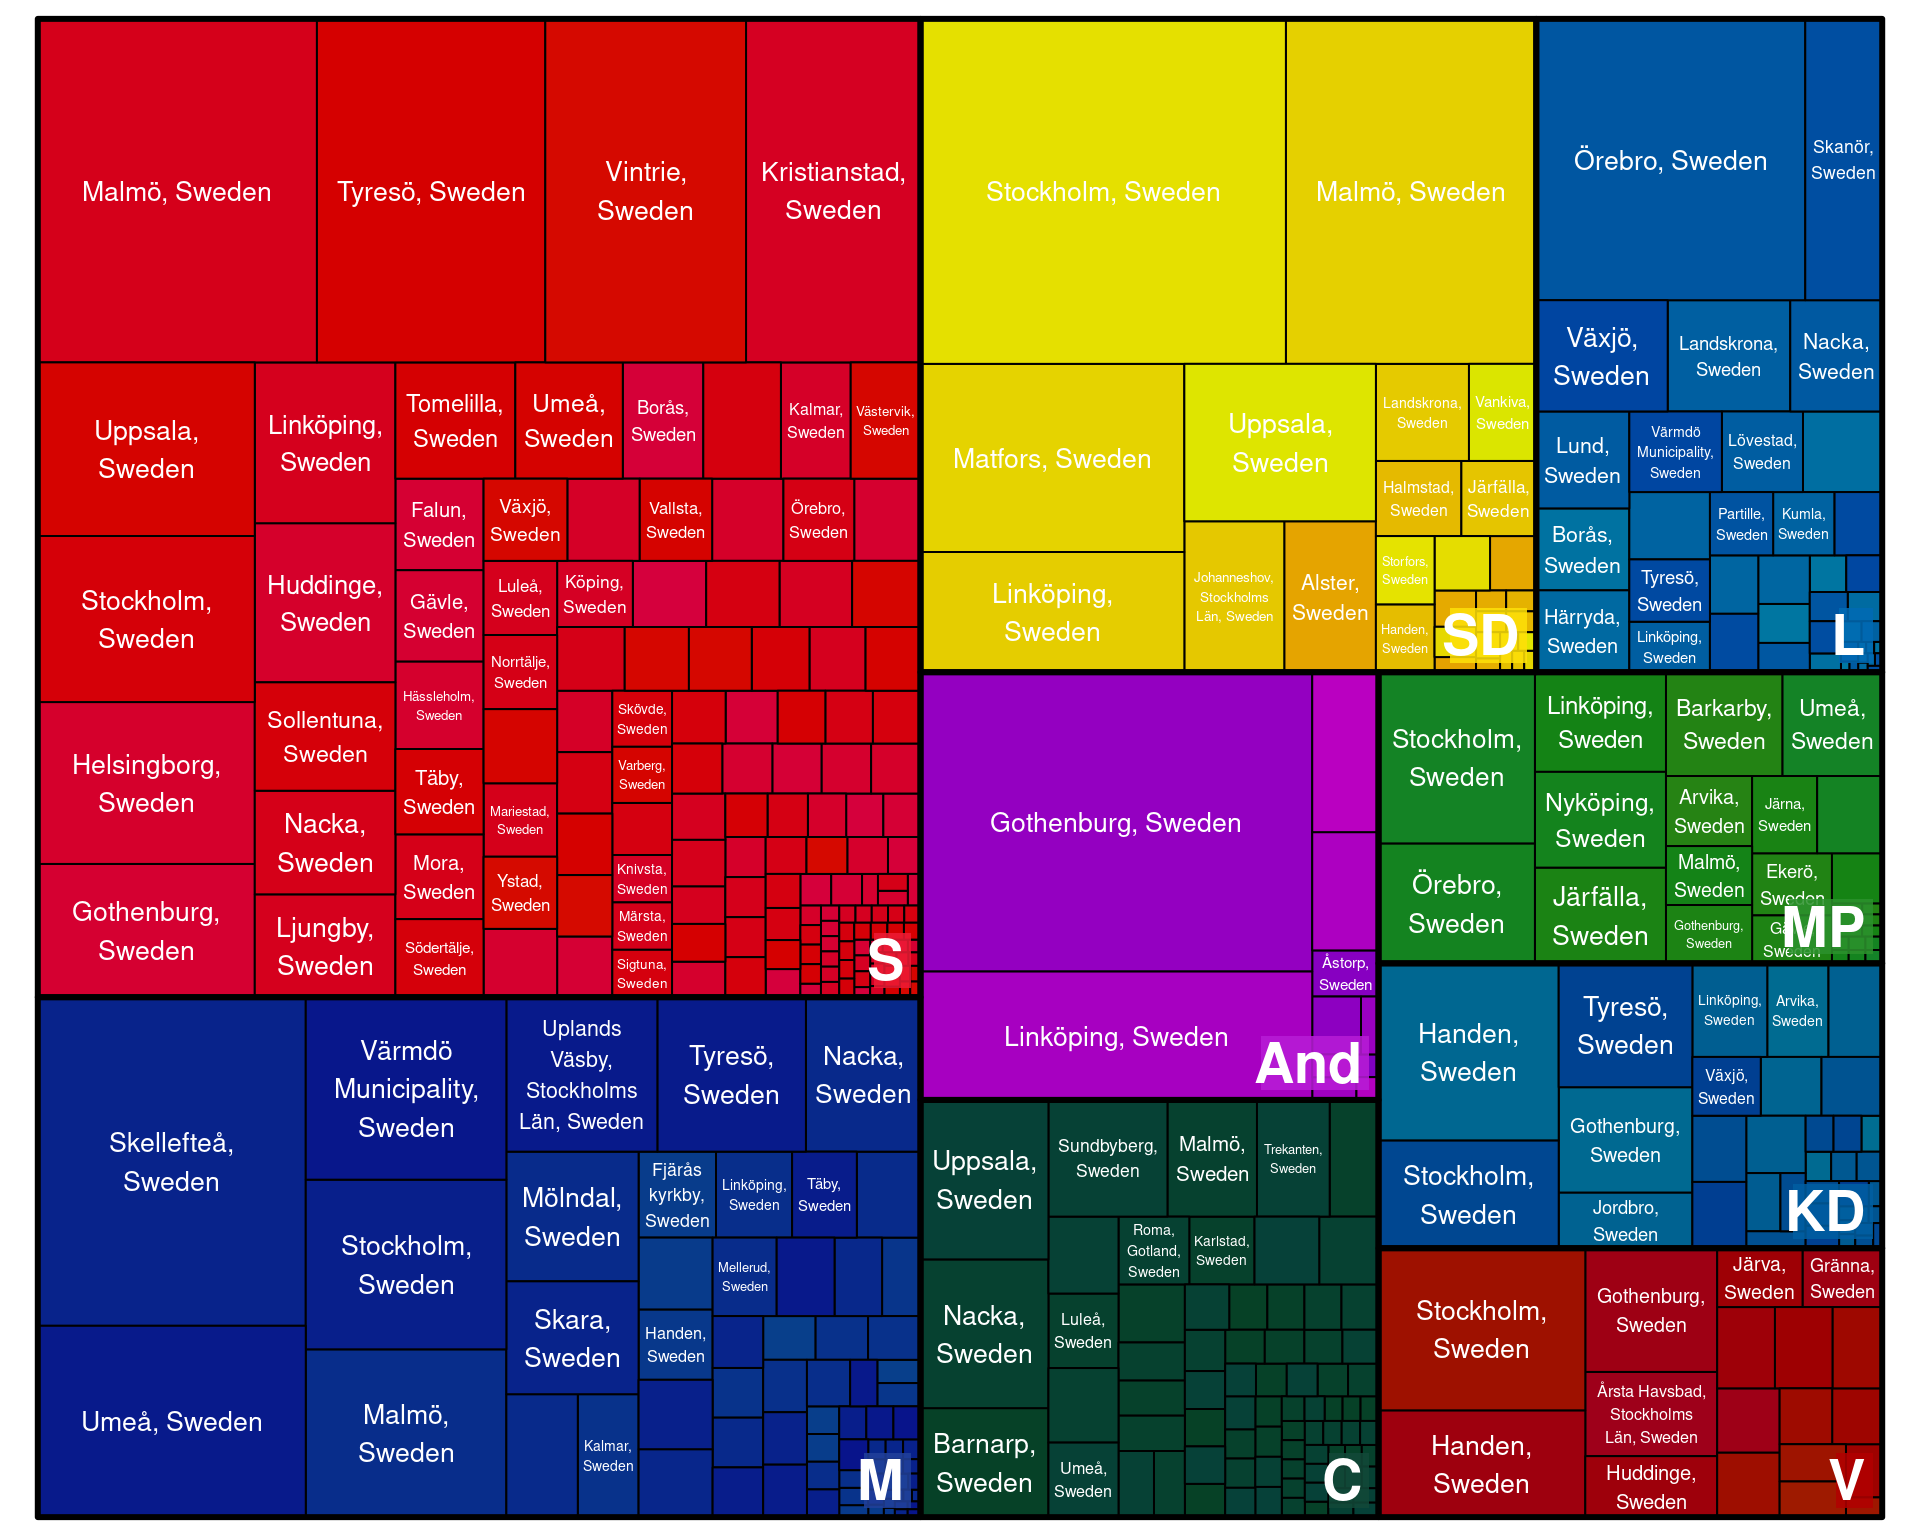 Malmö, Sweden
Tyresö, Sweden
Vintrie,
Sweden
Kristianstad,
Sweden
Uppsala,
Sweden
Stockholm,
Sweden
Helsingborg,
Sweden
Gothenburg,
Sweden
Linköping,
Sweden
Huddinge,
Sweden
Sollentuna,
Sweden
Nacka,
Sweden
Ljungby,
Sweden
Tomelilla,
Sweden
Umeå,
Sweden
Borås,
Sweden
Kalmar,
Sweden
Västervik,
Sweden
Falun,
Sweden
Gävle,
Sweden
Hässleholm,
Sweden
Täby,
Sweden
Mora,
Sweden
Södertälje,
Sweden
Växjö,
Sweden
Vallsta,
Sweden
Örebro,
Sweden
Luleå,
Sweden
Köping,
Sweden
Norrtälje,
Sweden
Mariestad,
Sweden
Ystad,
Sweden
Skövde,
Sweden
Varberg,
Sweden
Knivsta,
Sweden
Märsta,
Sweden
Sigtuna,
Sweden
S
Skellefteå,
Sweden
Umeå, Sweden
Värmdö
Municipality,
Sweden
Stockholm,
Sweden
Malmö,
Sweden
Uplands
Väsby,
Stockholms
Län, Sweden
Tyresö,
Sweden
Nacka,
Sweden
Mölndal,
Sweden
Skara,
Sweden
Kalmar,
Sweden
Fjärås
kyrkby,
Sweden
Linköping,
Sweden
Täby,
Sweden
Mellerud,
Sweden
Handen,
Sweden
M
Stockholm, Sweden
Malmö, Sweden
Matfors, Sweden
Linköping,
Sweden
Uppsala,
Sweden
Johanneshov,
Stockholms
Län, Sweden
Alster,
Sweden
Landskrona,
Sweden
Vankiva,
Sweden
Halmstad,
Sweden
Järfälla,
Sweden
Storfors,
Sweden
Handen,
Sweden
SD
Gothenburg, Sweden
Linköping, Sweden
Åstorp,
Sweden
And
Uppsala,
Sweden
Nacka,
Sweden
Barnarp,
Sweden
Sundbyberg,
Sweden
Malmö,
Sweden
Trekanten,
Sweden
Roma,
Gotland,
Sweden
Karlstad,
Sweden
Luleå,
Sweden
Umeå,
Sweden
C
Örebro, Sweden
Skanör,
Sweden
Växjö,
Sweden
Landskrona,
Sweden
Nacka,
Sweden
Lund,
Sweden
Borås,
Sweden
Härryda,
Sweden
Värmdö
Municipality,
Sweden
Lövestad,
Sweden
Partille,
Sweden
Kumla,
Sweden
Tyresö,
Sweden
Linköping,
Sweden
L
Stockholm,
Sweden
Örebro,
Sweden
Linköping,
Sweden
Nyköping,
Sweden
Järfälla,
Sweden
Barkarby,
Sweden
Umeå,
Sweden
Arvika,
Sweden
Järna,
Sweden
Malmö,
Sweden
Gothenburg,
Sweden
Ekerö,
Sweden
Sweden
MP
Handen,
Sweden
Stockholm,
Sweden
Tyresö,
Sweden
Gothenburg,
Sweden
Jordbro,
Sweden
Linköping,
Sweden
Arvika,
Sweden
Växjö,
Sweden
KD
Stockholm,
Sweden
Handen,
Sweden
Gothenburg,
Sweden
Årsta Havsbad,
Stockholms
Län, Sweden
Huddinge,
Sweden
Järva,
Sweden
Gränna,
Sweden
V